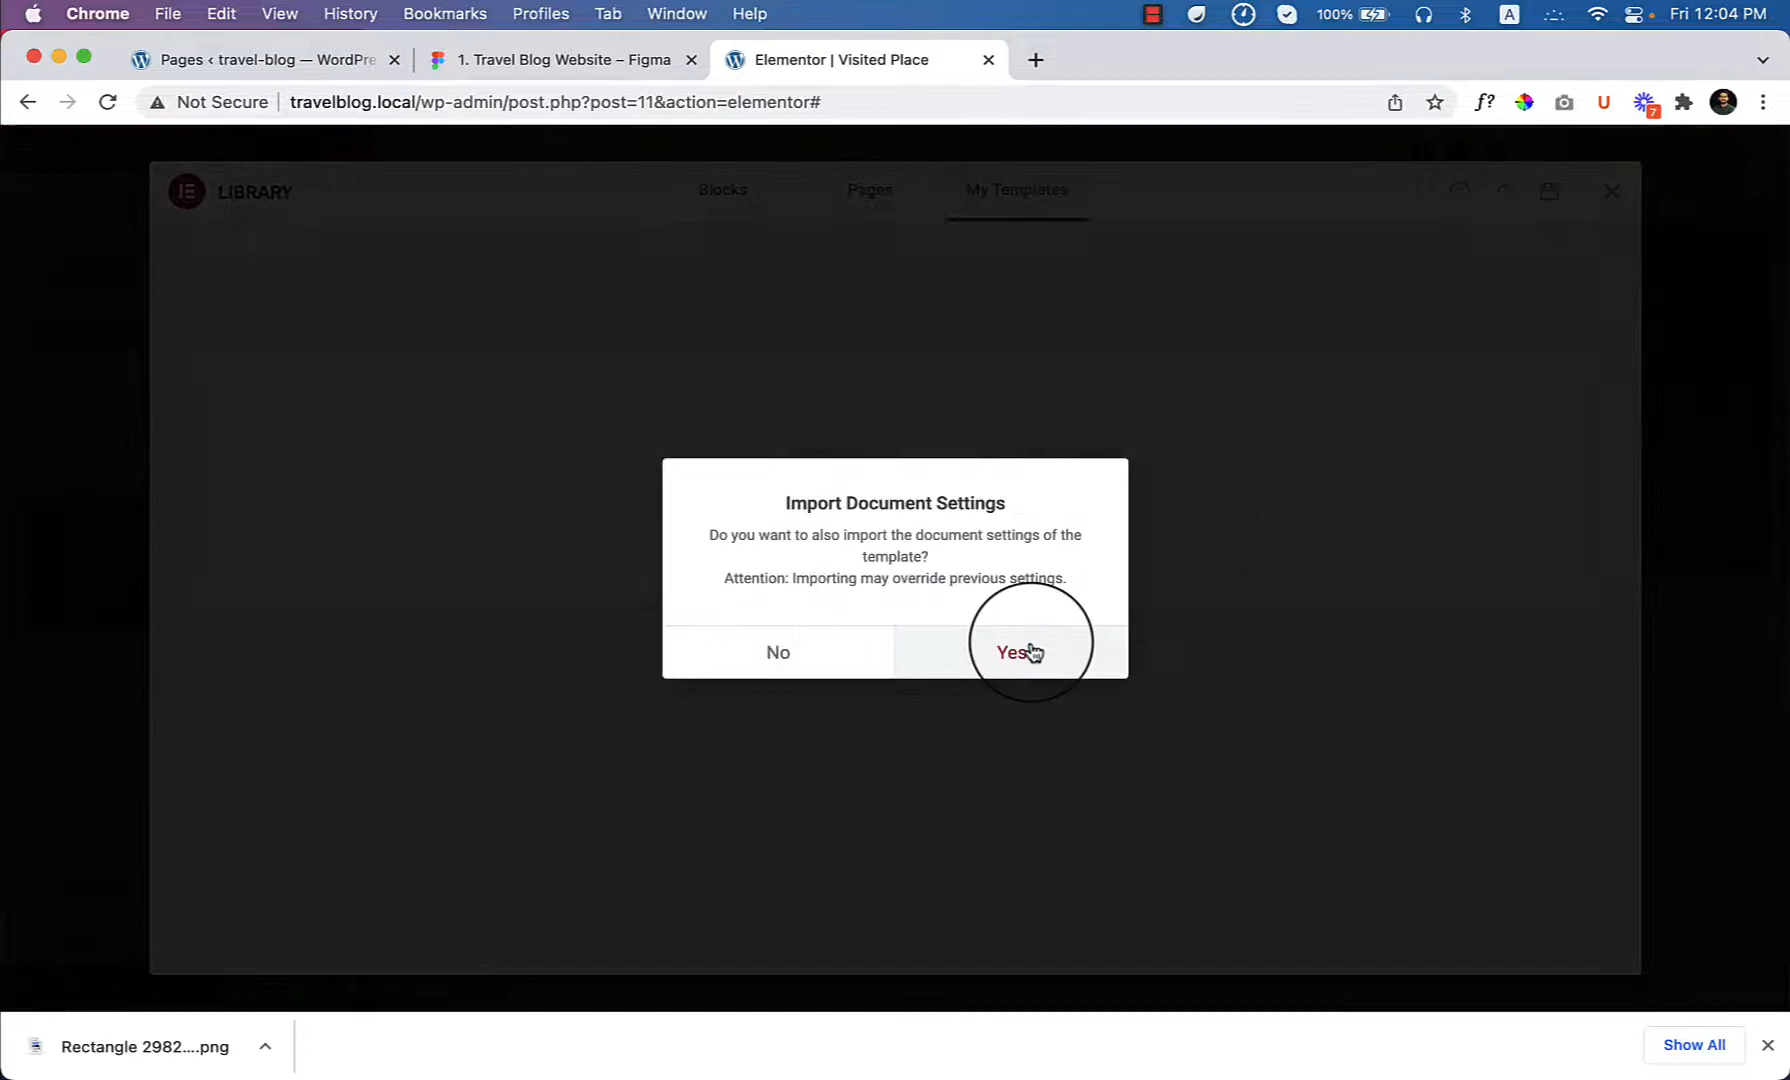 Chrome File Edit View History Bookmarks Profiles Tab Window Help 100% A Fri 12:04 PM
Pages ‹ travel-blog — WordPre 1. Travel Blog Website – Figma Elementor | Visited Place
Not Secure travelblog.local/wp-admin/post.php?post=11&action=elementor# f? U 7
LIBRARY Blocks Pages My Templates
Import Document Settings
Do you want to also import the document settings of the
template?
Attention: Importing may override previous settings.
No Yes
Rectangle 2982....png Show All